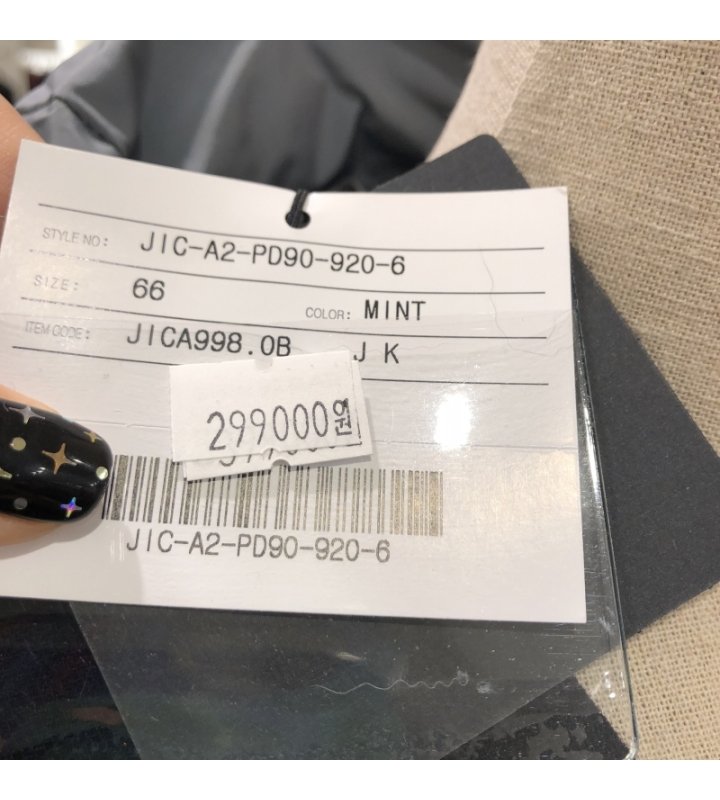 STYLE NO: JIC-A2-PD90-920-6
SIZE: 66 COLOR: MINT
ITEM CODE: JICA998.0B J K
299000원
JIC-A2-PD90-920-6